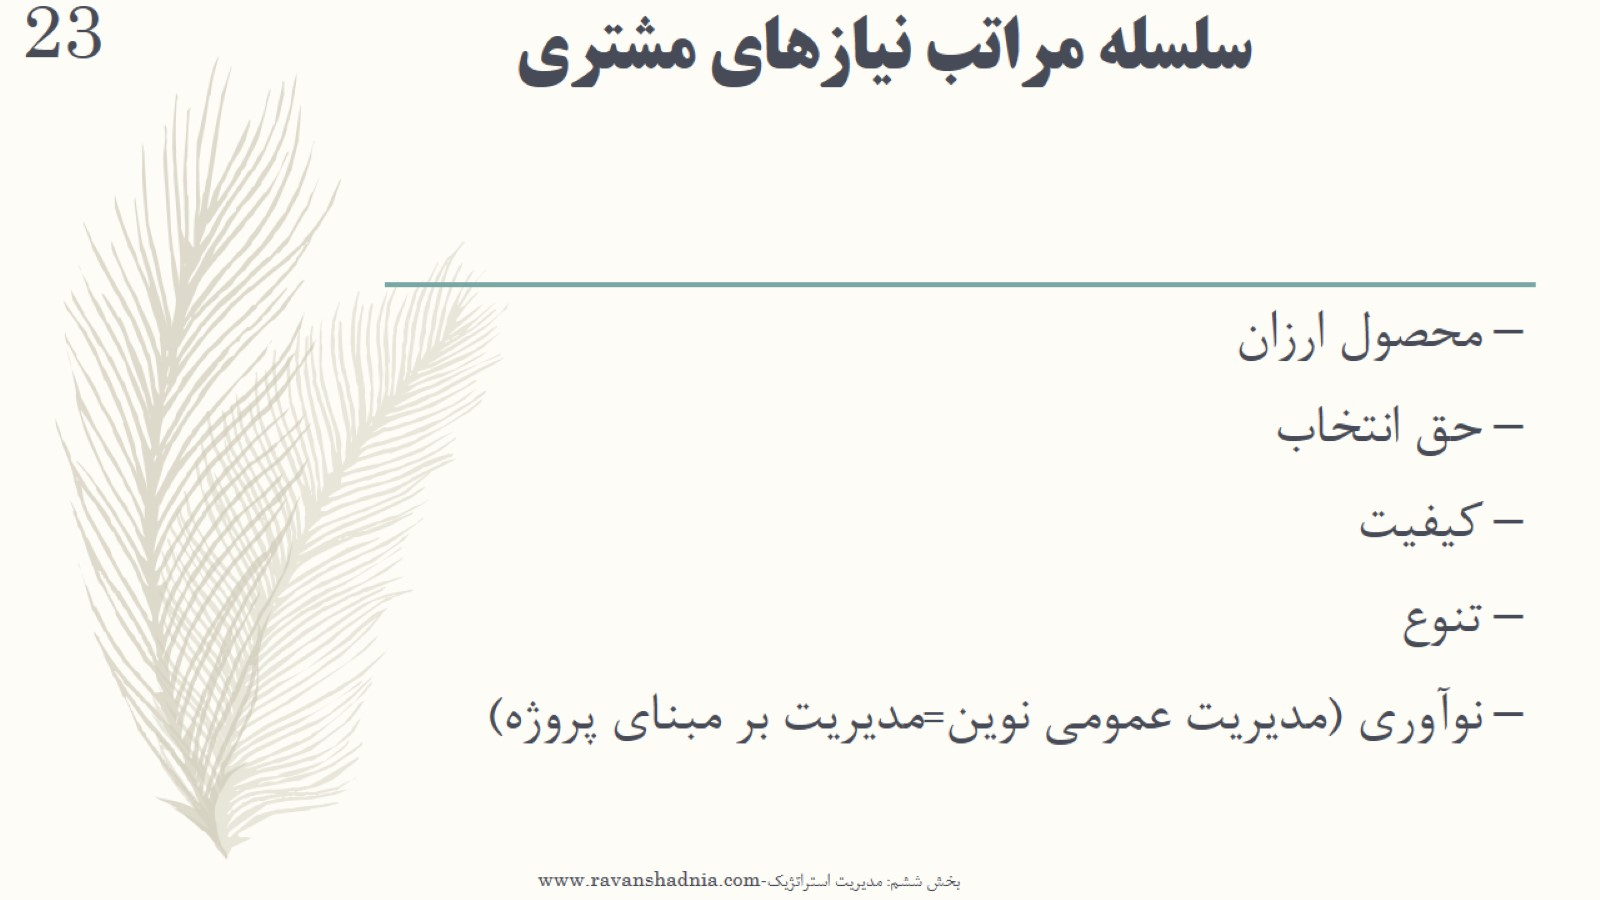 23
سلسله مراتب نیازهای مشتری
– محصول ارزان
– حق انتخاب
– کیفیت
– تنوع
– نوآوری (مدیریت عمومی نوین=مدیریت بر مبنای پروژه)
بخش ششم: مدیریت استراتژیک-www.ravanshadnia.com